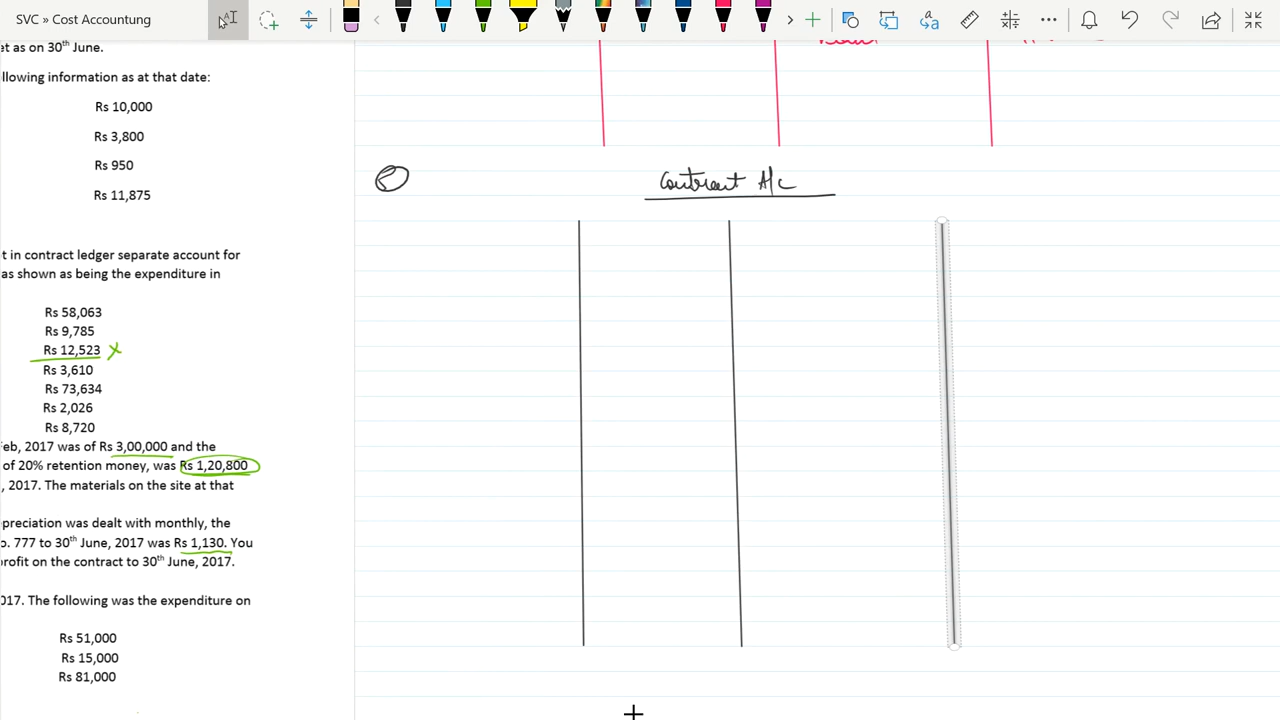 SVC » Cost Accountung
et as on 30th June.
llowing information as at that date:
Rs 10,000
Rs 3,800
Rs 950
Rs 11,875
t in contract ledger separate account for
as shown as being the expenditure in
Rs 58,063
Rs 9,785
Rs 12,523 X
Rs 3,610
Rs 73,634
Rs 2,026
Rs 8,720
Feb, 2017 was of Rs 3,00,000 and the
of 20% retention money, was Rs 1,20,800
, 2017. The materials on the site at that
preciation was dealt with monthly, the
o. 777 to 30th June, 2017 was Rs 1,130. You
profit on the contract to 30th June, 2017.
017. The following was the expenditure on
Rs 51,000
Rs 15,000
Rs 81,000
Contract A/c